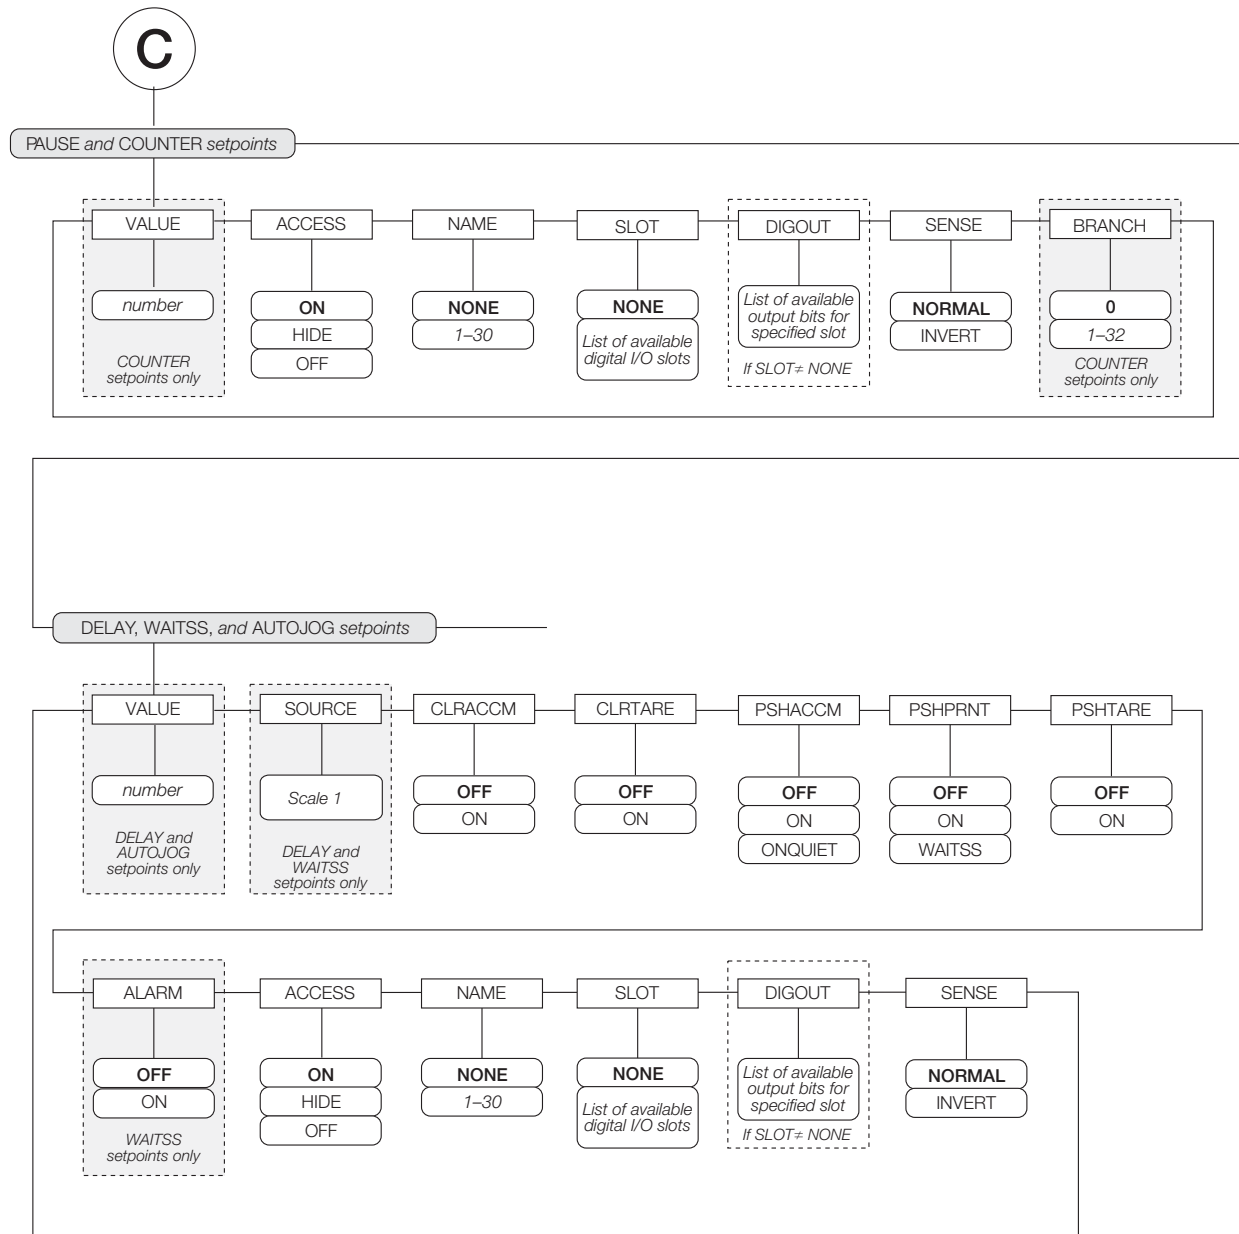 C
PAUSE and COUNTER setpoints
VALUE
ACCESS
NAME
SLOT
DIGOUT
SENSE
BRANCH
number
COUNTER
setpoints only
ON
HIDE
OFF
NONE
1–30
NONE
List of available
digital I/O slots
List of available
output bits for
specified slot
If SLOT≠ NONE
NORMAL
INVERT
0
1–32
COUNTER
setpoints only
DELAY, WAITSS, and AUTOJOG setpoints
VALUE
SOURCE
CLRACCM
CLRTARE
PSHACCM
PSHPRNT
PSHTARE
number
DELAY and
AUTOJOG
setpoints only
Scale 1
DELAY and
WAITSS
setpoints only
OFF
ON
OFF
ON
OFF
ON
ONQUIET
OFF
ON
WAITSS
OFF
ON
ALARM
ACCESS
NAME
SLOT
DIGOUT
SENSE
OFF
ON
WAITSS
setpoints only
ON
HIDE
OFF
NONE
1–30
NONE
List of available
digital I/O slots
List of available
output bits for
specified slot
If SLOT≠ NONE
NORMAL
INVERT